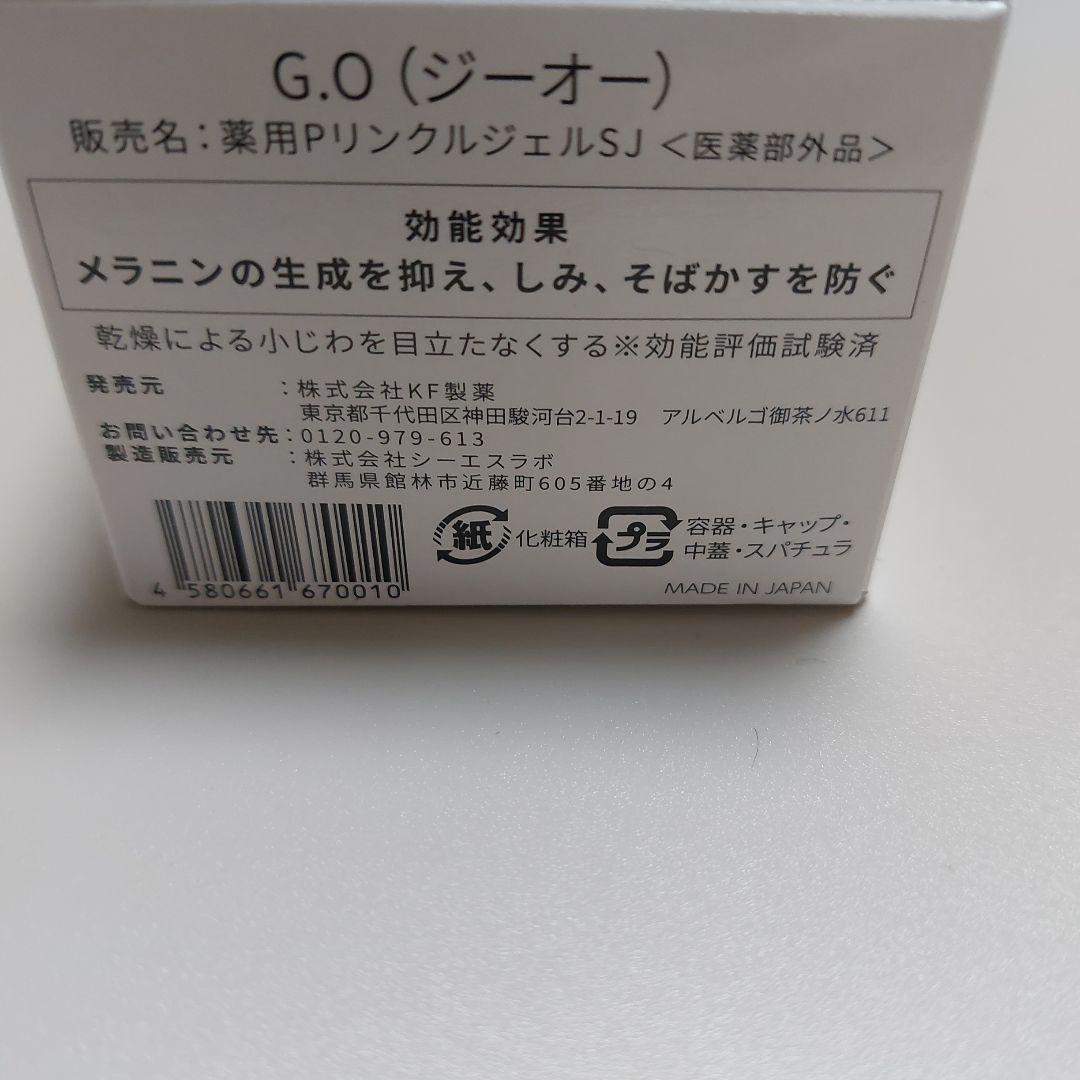 G.O（ジーオー）
販売名：薬用PリンクルジェルSJ ＜医薬部外品＞
効能効果
メラニンの生成を抑え、しみ、そばかすを防ぐ
乾燥による小じわを目立たなくする※効能評価試験済
発売元　：株式会社KF製薬
東京都千代田区神田駿河台2-1-19　アルベルゴ御茶ノ水611
お問い合わせ先：0120-979-613
製造販売元　：株式会社シーエスラボ
群馬県館林市近藤町605番地の4
紙 化粧箱 プラ 容器・キャップ・
中蓋・スパチュラ
4 580661 670010
MADE IN JAPAN